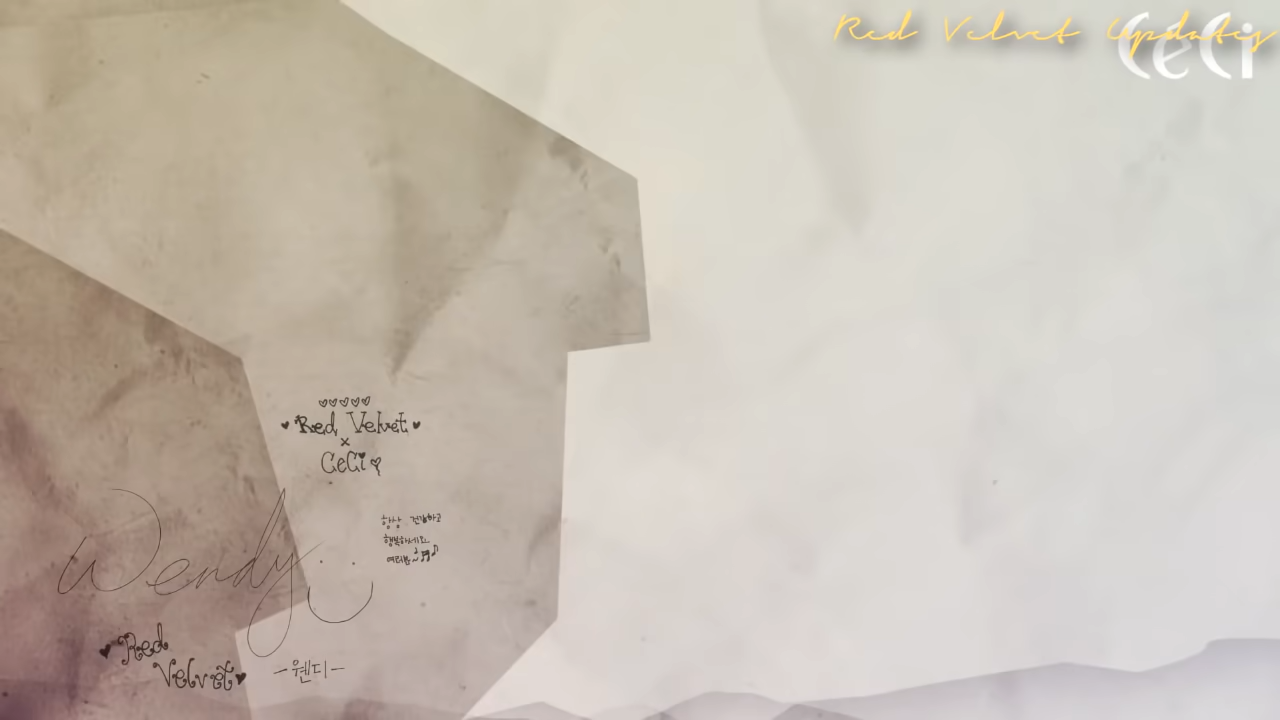 Red Velvet Updates
CeCi
Red Velvet
x
CeCi
항상 건강하고
행복하세요
여러분
Wendy
Red
Velvet
-웬디-